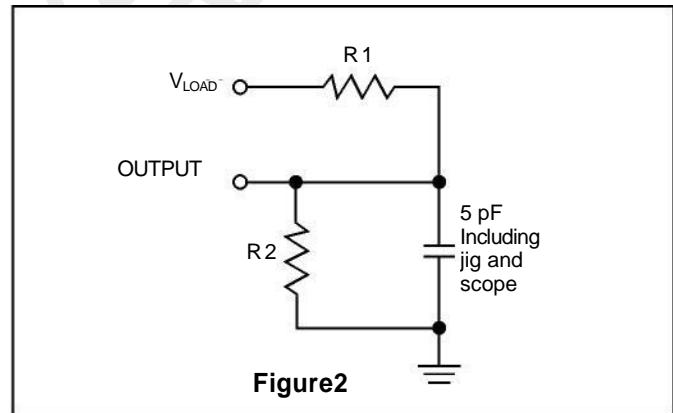 R1
VLOAD
OUTPUT
5 pF
Including
jig and
scope
R2
Figure2